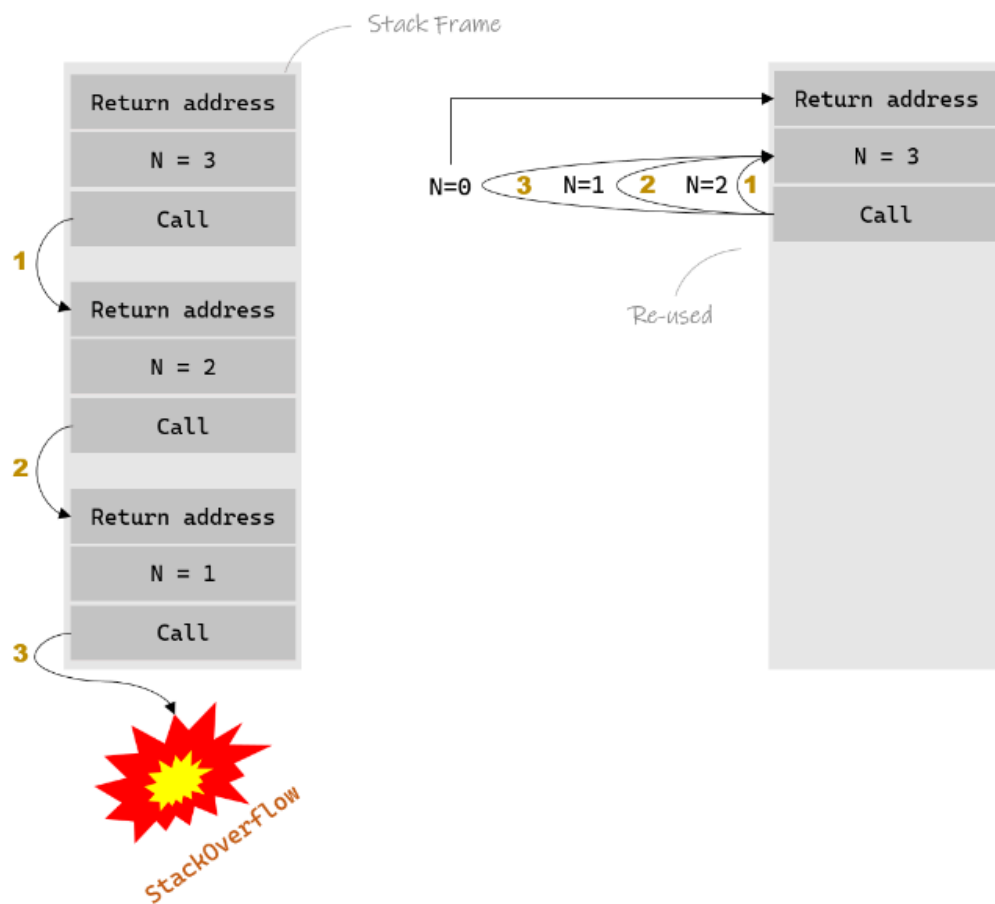 Stack Frame
Return address
N = 3
Call
1
Return address
N = 2
Call
2
Return address
N = 1
Call
3
StackOverflow
Return address
N = 3
Call
N=0
3
N=1
2
N=2
1
Re-used